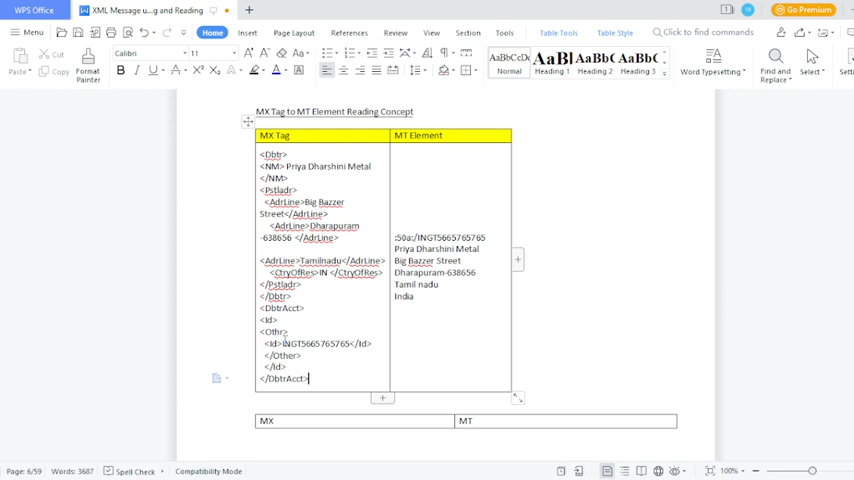 WPS Office
XML Message u...g and Reading
Go Premium
Menu
Home
Insert
Page Layout
References
Review
View
Section
Tools
Table Tools
Table Style
Click to find commands
Paste
Cut
Copy
Format
Painter
Calibri
11
AaBbCcDd
Normal
AaBl
Heading 1
AaBbC
Heading 2
AaBbC
Heading 3
Word Typesetting
Find and
Replace
Select
MX Tag to MT Element Reading Concept
MX Tag
MT Element
<Dbtr>
<NM> Priya Dharshini Metal
</NM>
<Pstladr>
<AdrLine>Big Bazzer
Street</AdrLine>
<AdrLine>Dharapuram
-638656 </AdrLine>
<AdrLine>Tamilnadu</AdrLine>
<CtryOfRes>IN </CtryOfRes>
</Pstladr>
</Dbtr>
<DbtrAcct>
<Id>
<Othr>
<Id>INGT5665765765</Id>
</Other>
</Id>
</DbtrAcct>
:50a:/INGT5665765765
Priya Dharshini Metal
Big Bazzer Street
Dharapuram-638656
Tamil nadu
India
MX
MT
Page: 6/59
Words: 3687
Spell Check
Compatibility Mode
100%